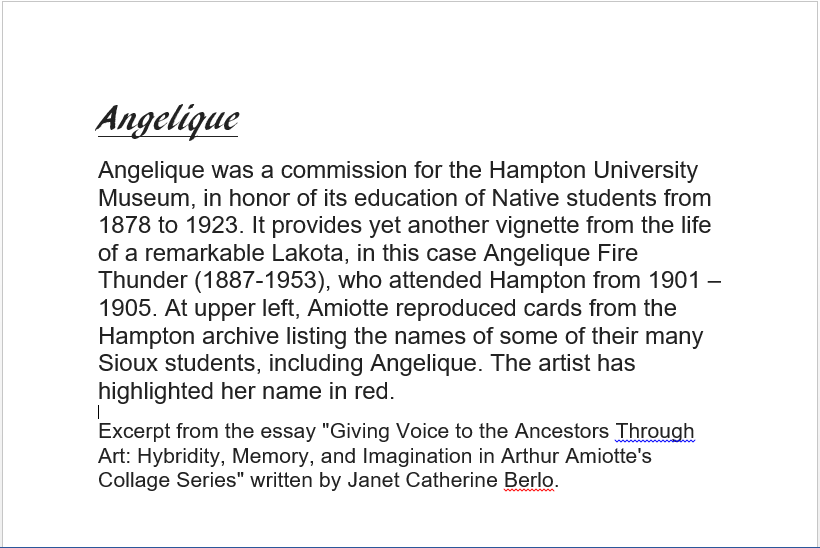 Angelique
Angelique was a commission for the Hampton University
Museum, in honor of its education of Native students from
1878 to 1923. It provides yet another vignette from the life
of a remarkable Lakota, in this case Angelique Fire
Thunder (1887-1953), who attended Hampton from 1901 –
1905. At upper left, Amiotte reproduced cards from the
Hampton archive listing the names of some of their many
Sioux students, including Angelique. The artist has
highlighted her name in red.
Excerpt from the essay "Giving Voice to the Ancestors Through
Art: Hybridity, Memory, and Imagination in Arthur Amiotte's
Collage Series" written by Janet Catherine Berlo.